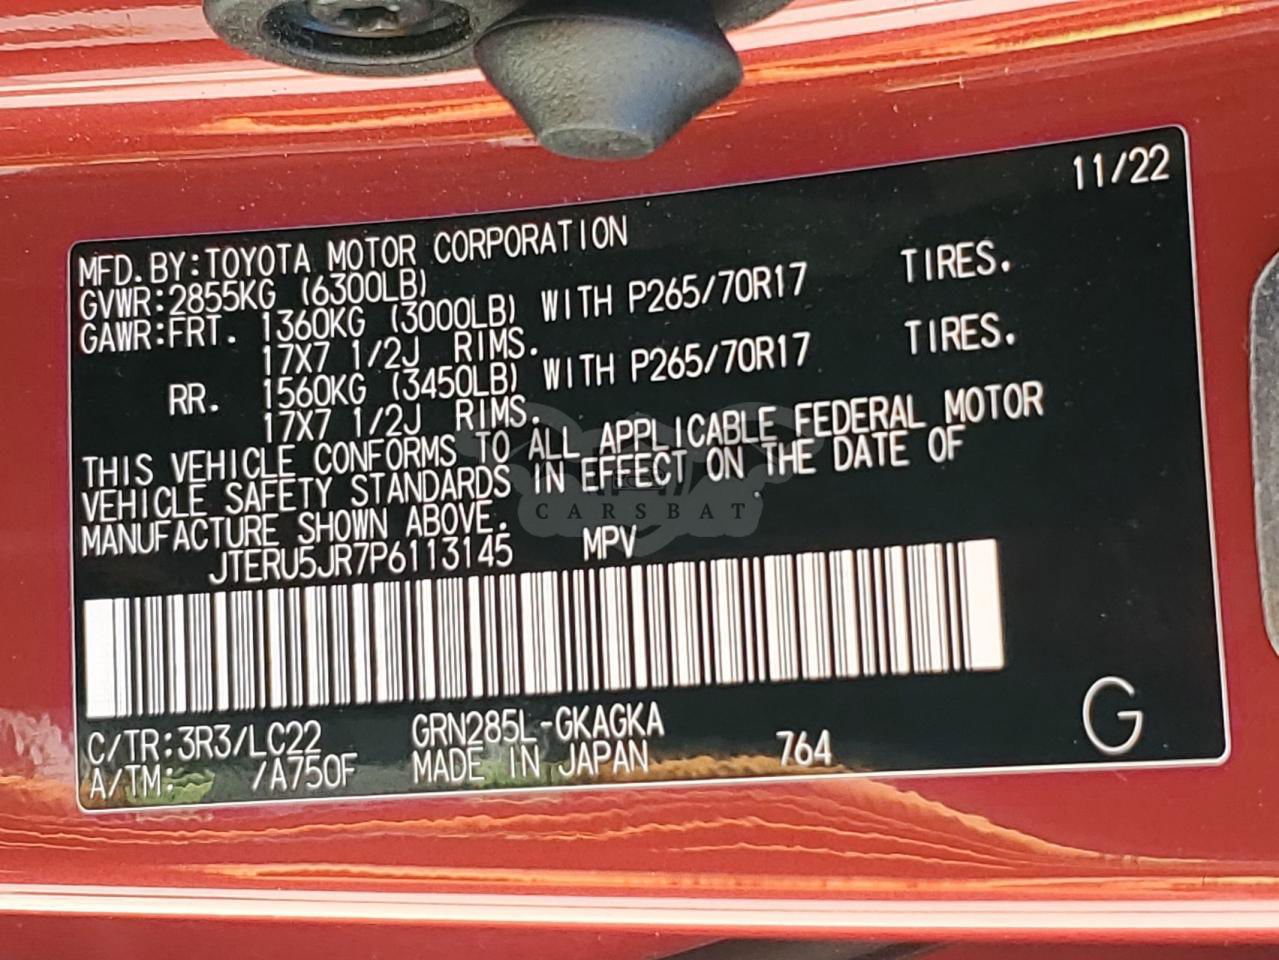 11/22
MFD.BY:TOYOTA MOTOR CORPORATION
GVWR:2855KG (6300LB)
GAWR:FRT. 1360KG (3000LB) WITH P265/70R17 TIRES.
17X7 1/2J RIMS.
RR. 1560KG (3450LB) WITH P265/70R17 TIRES.
17X7 1/2J RIMS.
THIS VEHICLE CONFORMS TO ALL APPLICABLE FEDERAL MOTOR
VEHICLE SAFETY STANDARDS IN EFFECT ON THE DATE OF
MANUFACTURE SHOWN ABOVE.
CARSBAT
JTERU5JR7P6113145 MPV
C/TR:3R3/LC22 GRN285L-GKAGKA
A/TM: /A750F MADE IN JAPAN 764
G